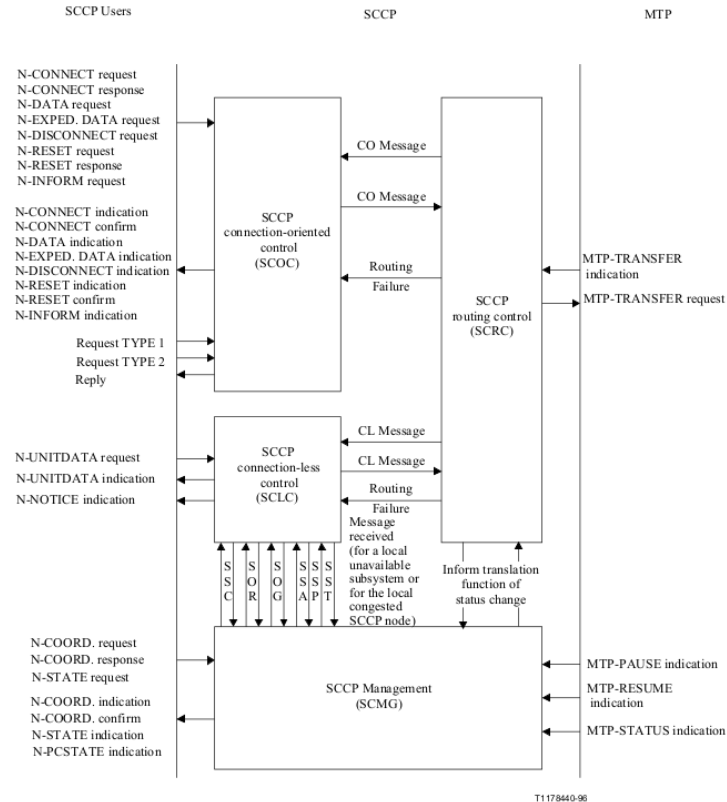 SCCP Users
SCCP
MTP
N-CONNECT request
N-CONNECT response
N-DATA request
N-EXPED. DATA request
N-DISCONNECT request
N-RESET request
N-RESET response
N-INFORM request
N-CONNECT indication
N-CONNECT confirm
N-DATA indication
N-EXPED. DATA indication
N-DISCONNECT indication
N-RESET indication
N-RESET confirm
N-INFORM indication
Request TYPE 1
Request TYPE 2
Reply
SCCP
connection-oriented
control
(SCOC)
CO Message
CO Message
Routing
Failure
SCCP
routing control
(SCRC)
MTP-TRANSFER
indication
MTP-TRANSFER request
N-UNITDATA request
N-UNITDATA indication
N-NOTICE indication
SCCP
connection-less
control
(SCLC)
CL Message
CL Message
Routing
Failure
Message
received
(for a local
unavailable
subsystem or
for the local
congested
SCCP node)
SSC
SOR
SOG
SSA
SSP
SST
Inform translation
function of
status change
N-COORD. request
N-COORD. response
N-STATE request
N-COORD. indication
N-COORD. confirm
N-STATE indication
N-PCSTATE indication
SCCP Management
(SCMG)
MTP-PAUSE indication
MTP-RESUME
indication
MTP-STATUS indication
T1178440-96